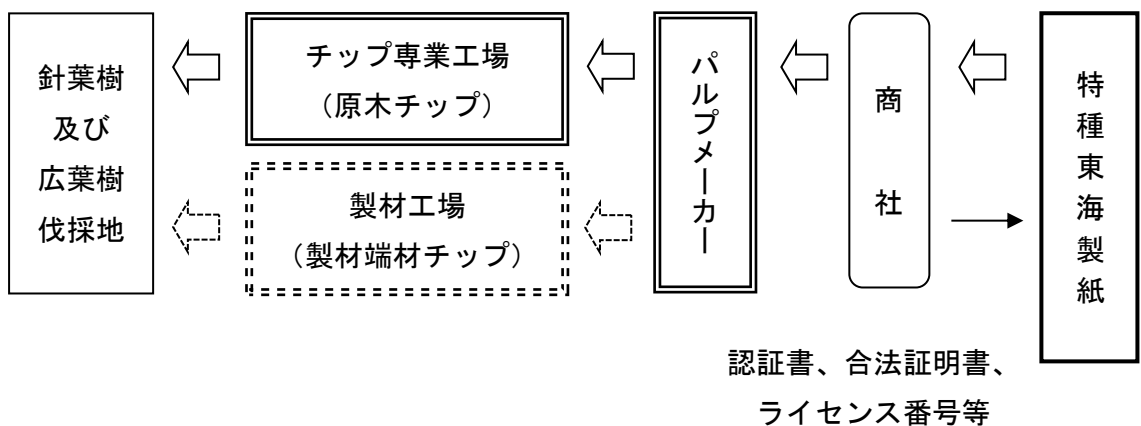 針葉樹
及び
広葉樹
伐採地
チップ専業工場
（原木チップ）
製材工場
（製材端材チップ）
パルプメーカー
商社
特種東海製紙
認証書、合法証明書、
ライセンス番号等